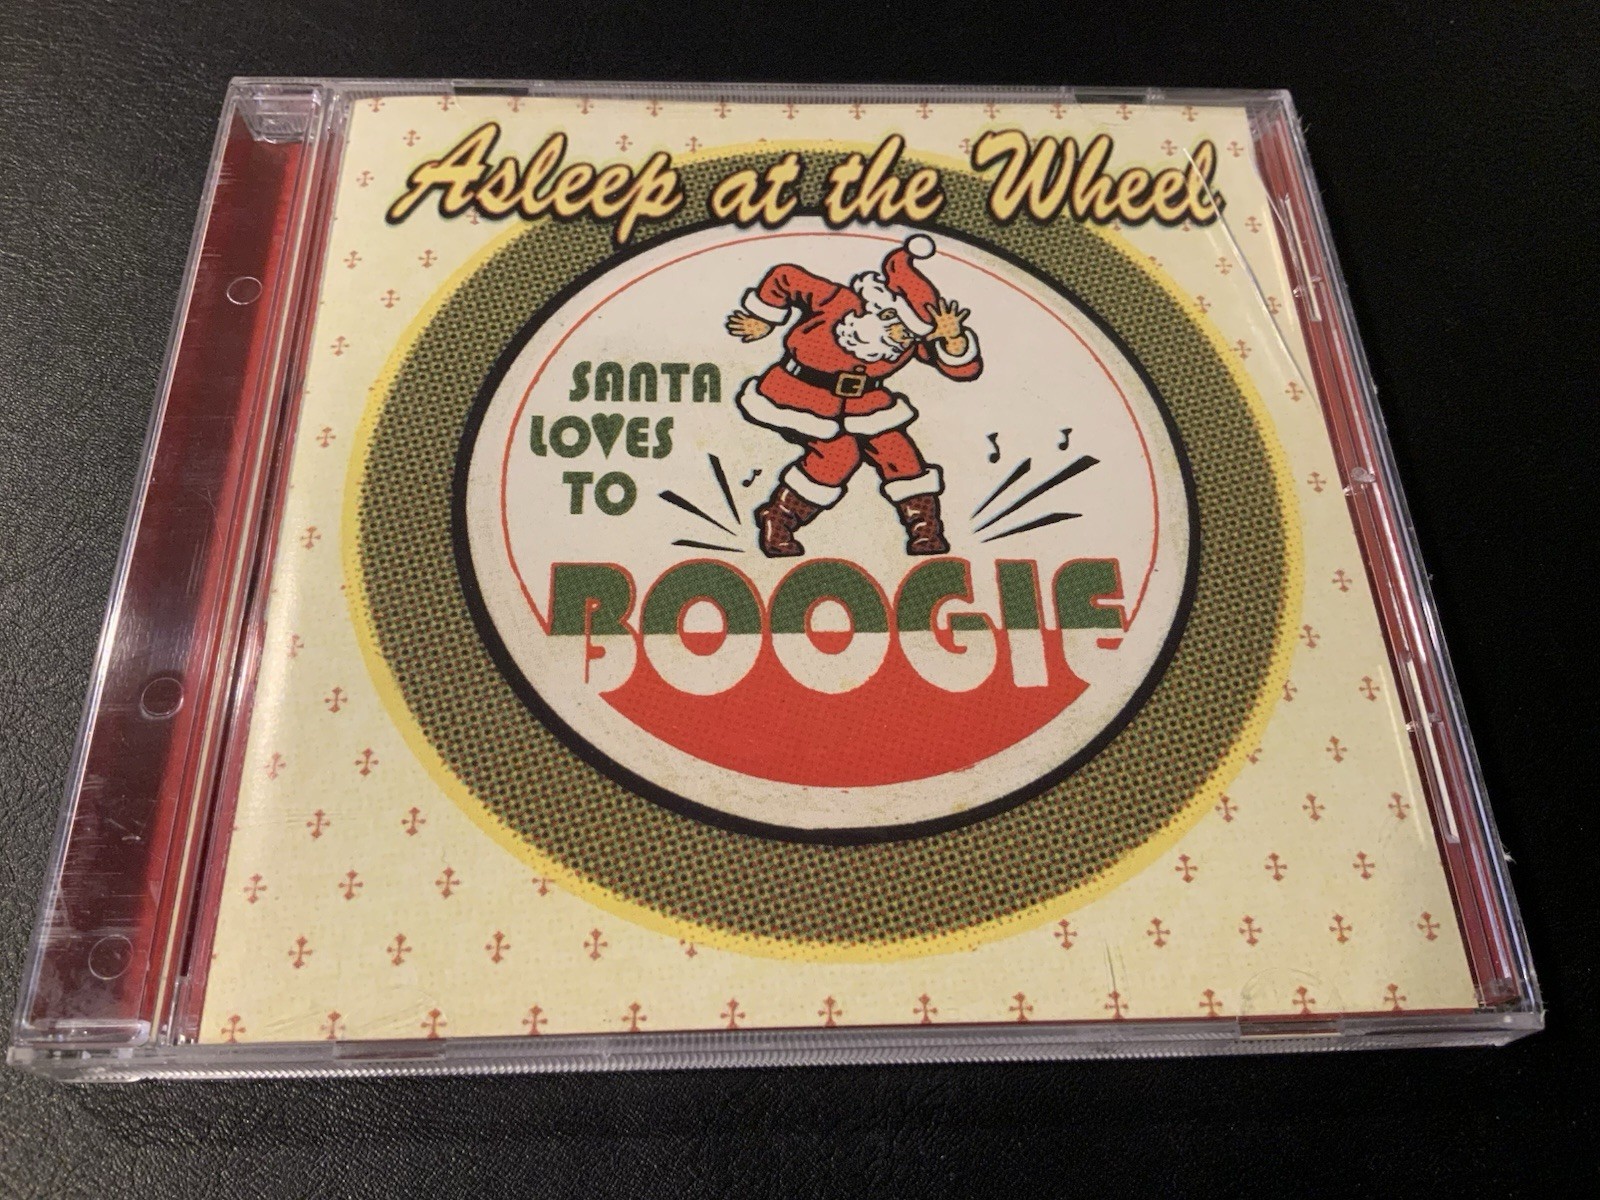 Asleep at the Wheel
SANTA
LOVES
TO
BOOGIE